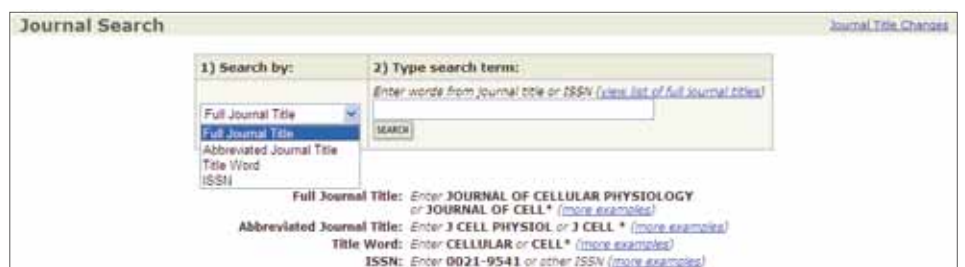 Journal Search
Journal Title Changes
1) Search by:
2) Type search term:
Enter words from journal title or ISSN (view list of full journal titles)
Full Journal Title
SEARCH
Full Journal Title
Abbreviated Journal Title
Title Word
ISSN
Full Journal Title: Enter JOURNAL OF CELLULAR PHYSIOLOGY
or JOURNAL OF CELL* (more examples)
Abbreviated Journal Title: Enter J CELL PHYSIOL or J CELL * (more examples)
Title Word: Enter CELLULAR or CELL* (more examples)
ISSN: Enter 0021-9541 or other ISSN (more examples)